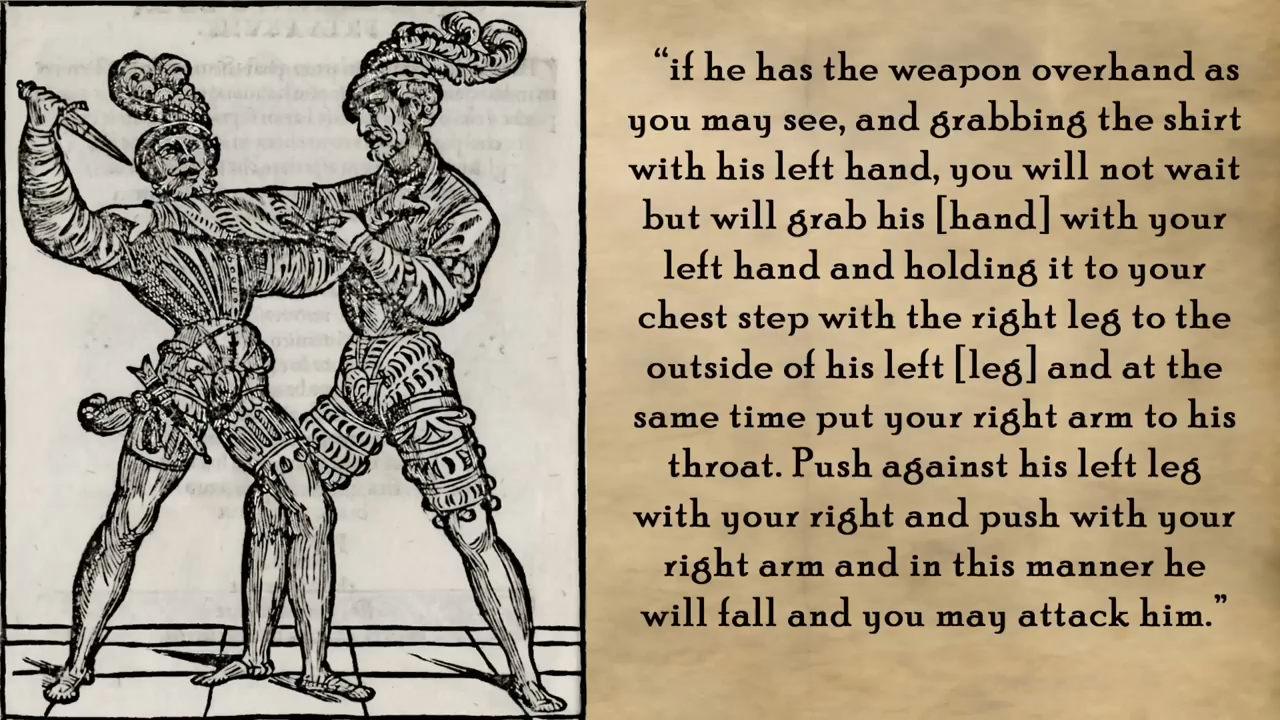 “if he has the weapon overhand as
you may see, and grabbing the shirt
with his left hand, you will not wait
but will grab his [hand] with your
left hand and holding it to your
chest step with the right leg to the
outside of his left [leg] and at the
same time put your right arm to his
throat. Push against his left leg
with your right and push with your
right arm and in this manner he
will fall and you may attack him.”